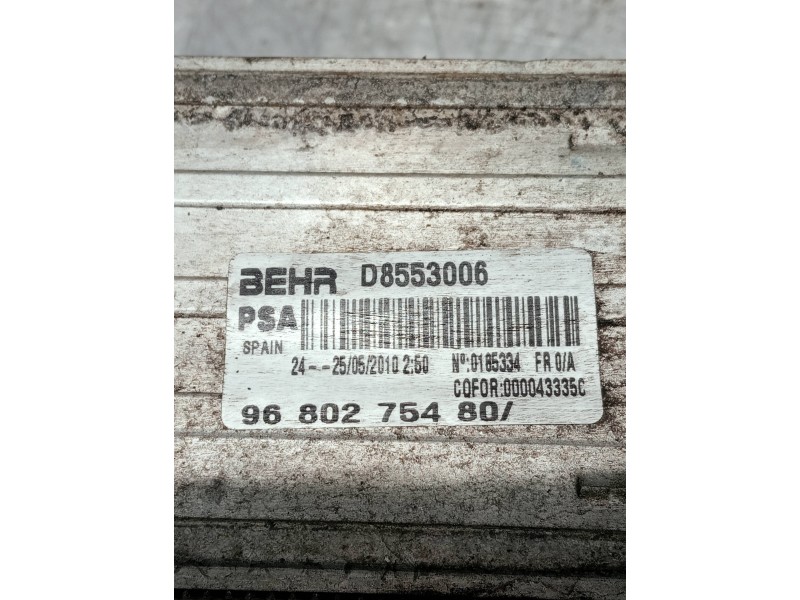 BEHR D8553006
PSA
SPAIN
24 - - 25/05/2010 2:50 Nº:0185334 FR.0/A
COFOR:000043335C
96 802 754 80/